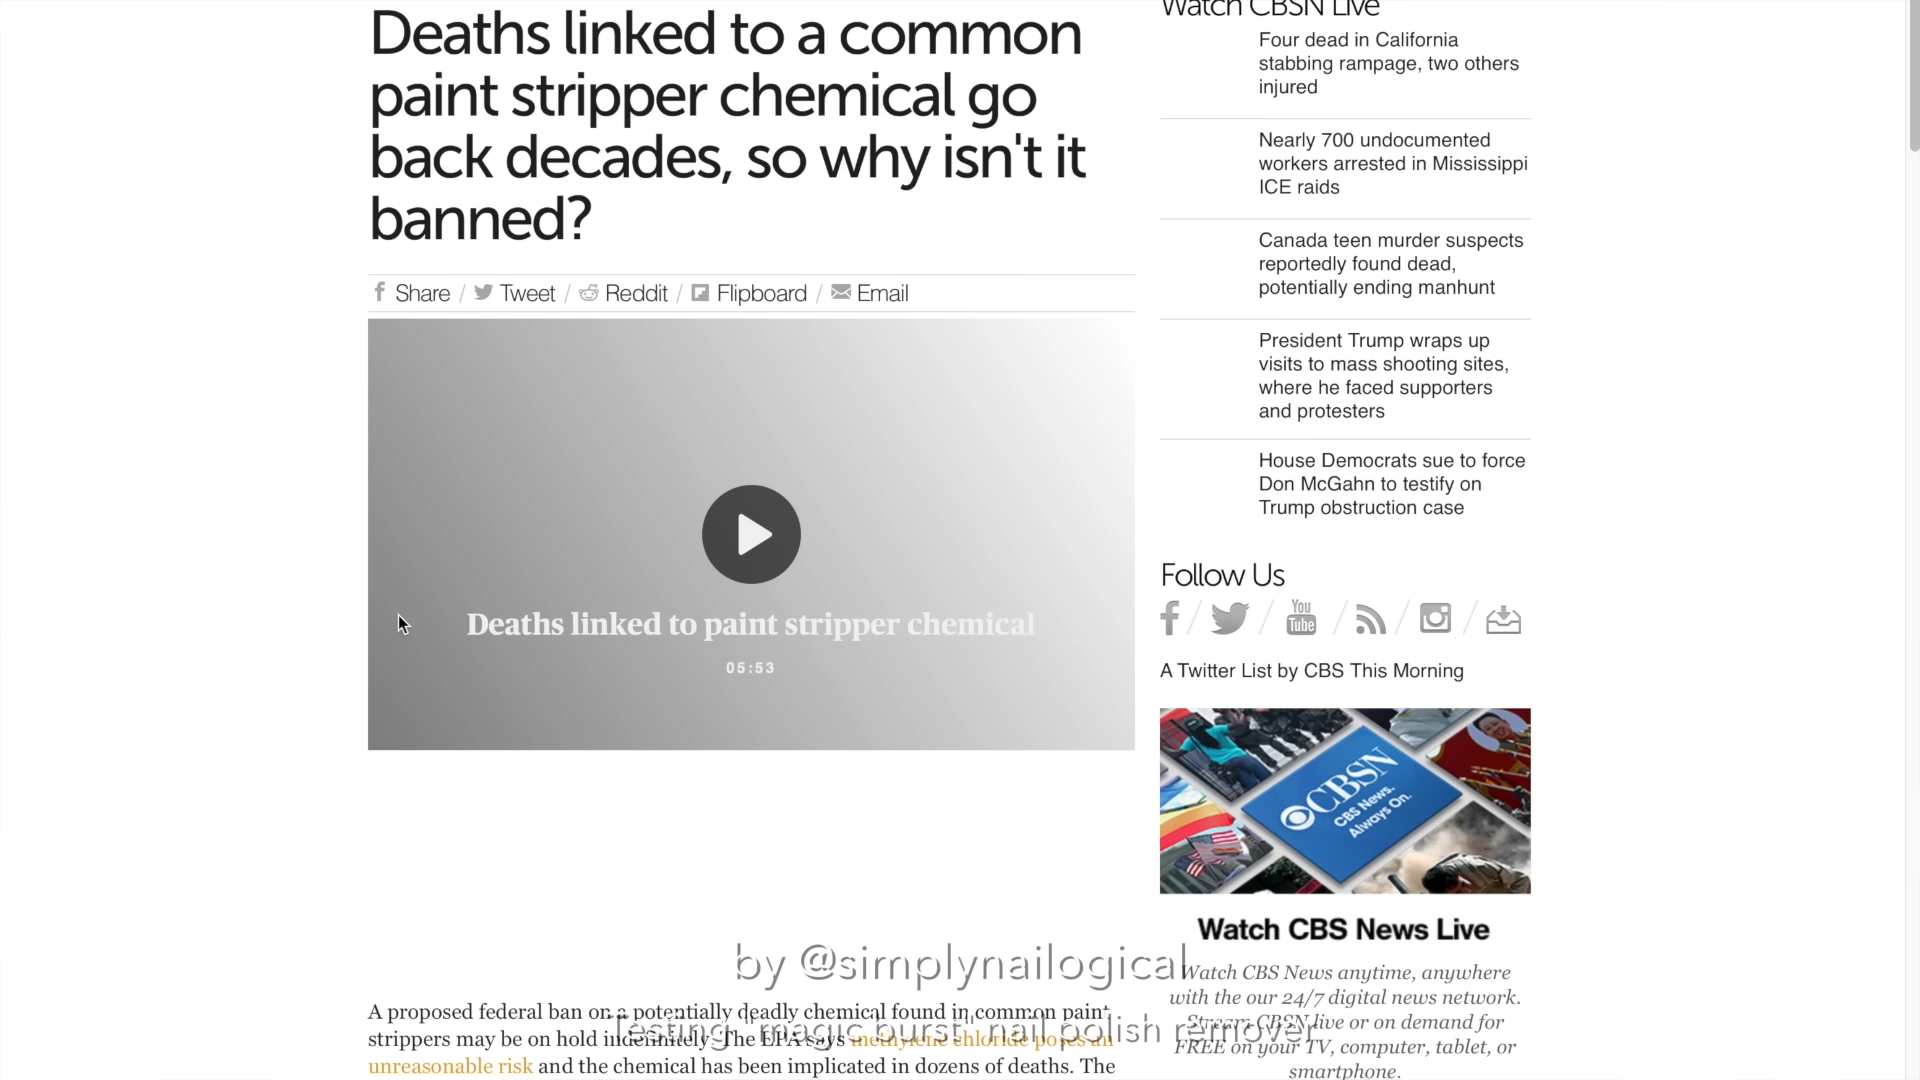 Deaths linked to a common
paint stripper chemical go
back decades, so why isn't it
banned?
Share / Tweet / Reddit / Flipboard / Email
Deaths linked to paint stripper chemical
05:53
by @simplynailogical
A proposed federal ban on a potentially deadly chemical found in common paint
strippers may be on hold indefinitely. The EPA says methylene chloride poses an
Testing "magic burst" nail polish remover
unreasonable risk and the chemical has been implicated in dozens of deaths. The
Watch CBSN Live
Four dead in California
stabbing rampage, two others
injured
Nearly 700 undocumented
workers arrested in Mississippi
ICE raids
Canada teen murder suspects
reportedly found dead,
potentially ending manhunt
President Trump wraps up
visits to mass shooting sites,
where he faced supporters
and protesters
House Democrats sue to force
Don McGahn to testify on
Trump obstruction case
Follow Us
You
Tube
A Twitter List by CBS This Morning
CBSN
CBS News.
Always On.
Watch CBS News Live
Watch CBS News anytime, anywhere
with the our 24/7 digital news network.
Stream CBSN live or on demand for
FREE on your TV, computer, tablet, or
smartphone.